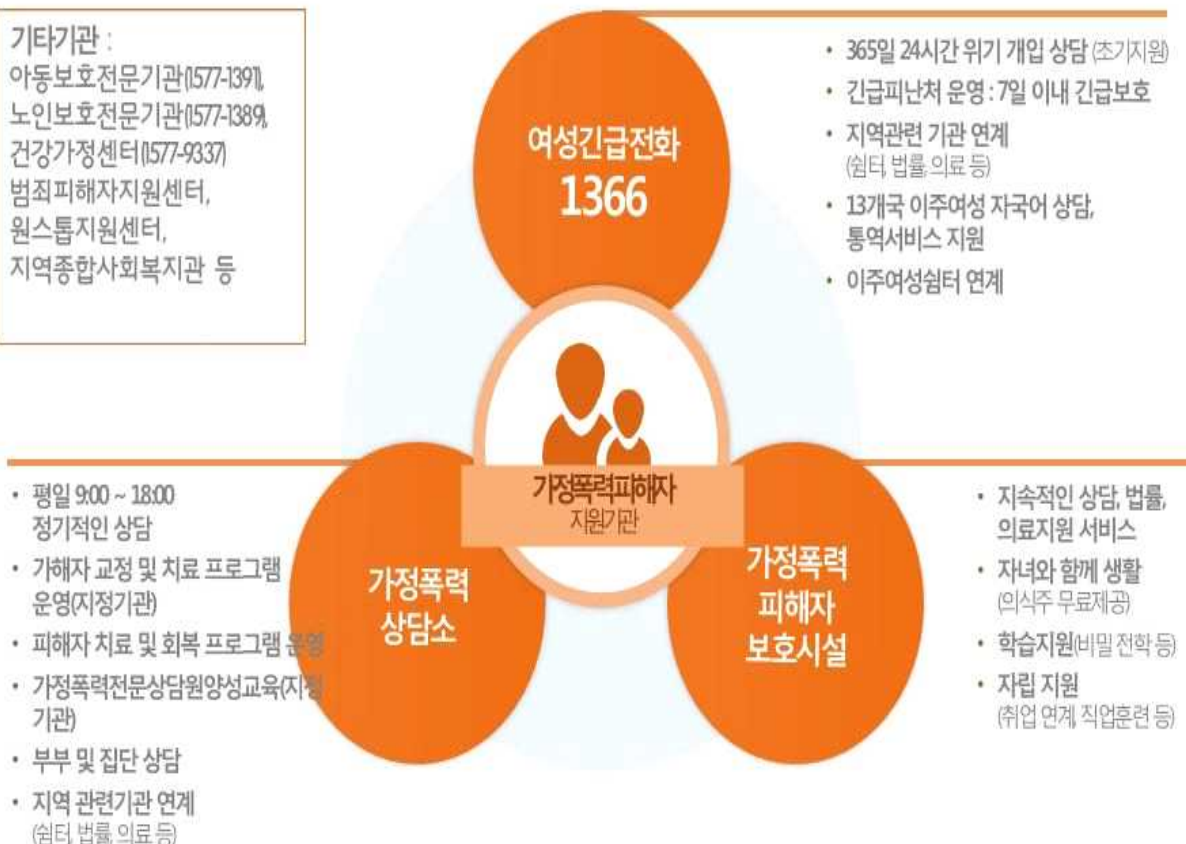 기타기관 :
아동보호전문기관(1577-1391),
노인보호전문기관(1577-1389),
건강가정센터(1577-9337)
범죄피해자지원센터,
원스톱지원센터,
지역종합사회복지관 등
여성긴급전화
1366
• 365일 24시간 위기 개입 상담 (초기지원)
• 긴급피난처 운영 : 7일 이내 긴급보호
• 지역관련 기관 연계
(쉼터, 법률, 의료 등)
• 13개국 이주여성 자국어 상담,
통역서비스 지원
• 이주여성쉼터 연계
가정폭력피해자
지원기관
• 평일 9:00 ~ 18:00
정기적인 상담
• 가해자 교정 및 치료 프로그램
운영(지정기관)
• 피해자 치료 및 회복 프로그램 운영
• 가정폭력전문상담원양성교육(지정
기관)
• 부부 및 집단 상담
• 지역 관련기관 연계
(쉼터, 법률, 의료 등)
가정폭력
상담소
가정폭력
피해자
보호시설
• 지속적인 상담, 법률,
의료지원 서비스
• 자녀와 함께 생활
(의식주 무료제공)
• 학습지원(비밀 전학 등)
• 자립 지원
(취업 연계, 직업훈련 등)